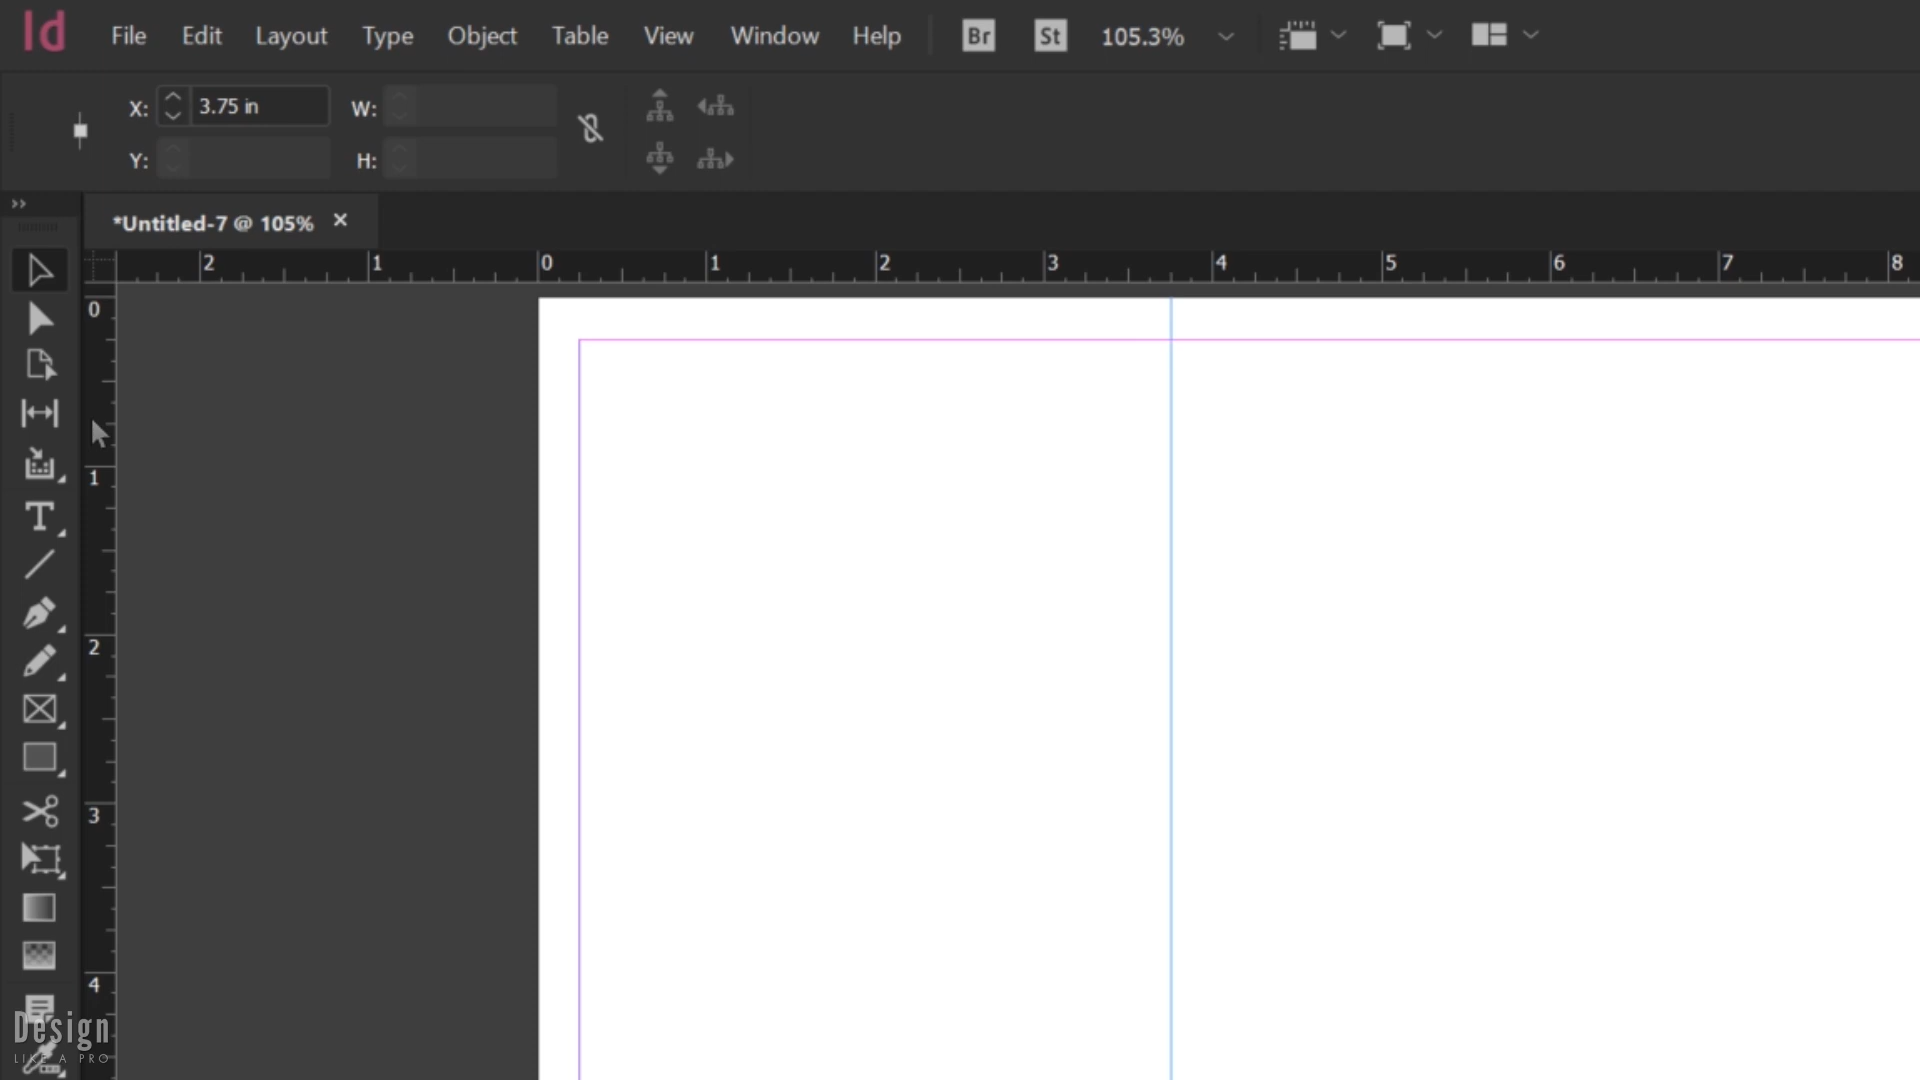 Id File Edit Layout Type Object Table View Window Help Br St 105.3%
X: 3.75 in W:
Y: H:
*Untitled-7 @ 105% ×
2 1 0 1 2 3 4 5 6 7 8
0
1
2
3
4
T
Design
LIKE A PRO